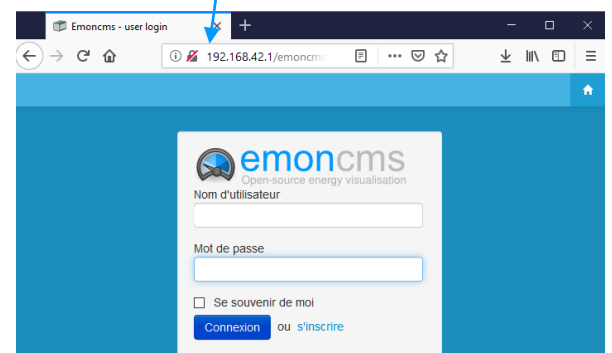 Emoncms - user login
192.168.42.1/emoncms
emoncms
Open-source energy visualisation
Nom d'utilisateur
Mot de passe
Se souvenir de moi
Connexion ou s'inscrire